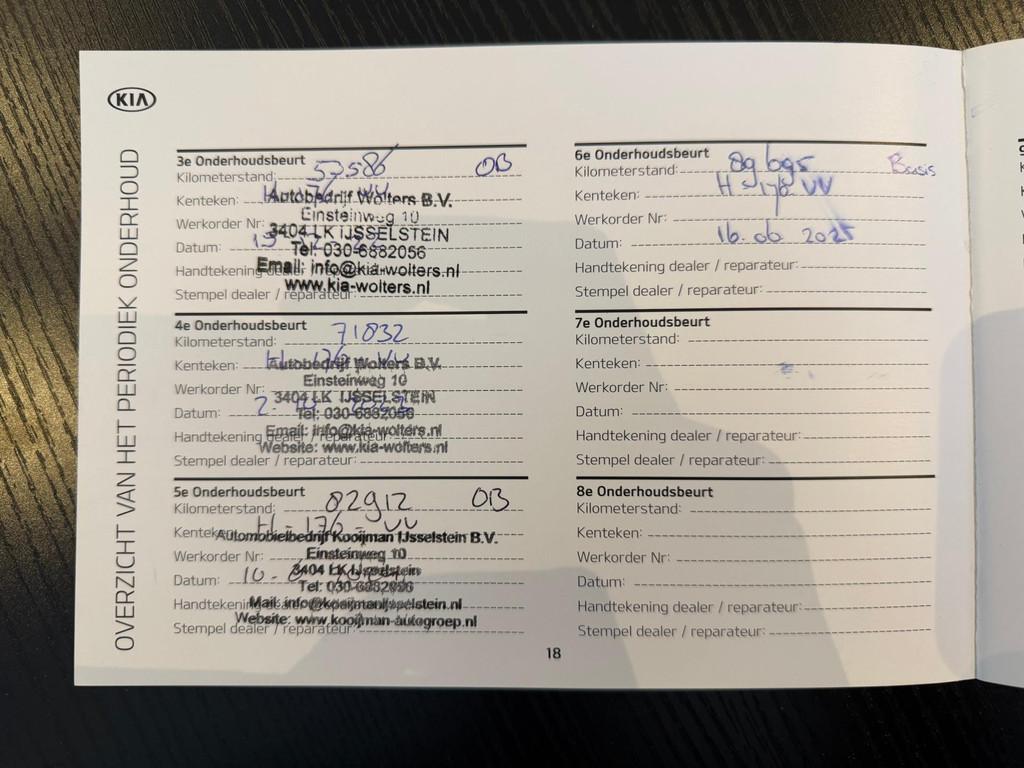 KIA
OVERZICHT VAN HET PERIODIEK ONDERHOUD
3e Onderhoudsbeurt
Kilometerstand: 57586 OB
Kenteken:
Autobedrijf Wolters B.V.
Werkorder Nr:
Einsteinweg 10
3404 LK IJSSELSTEIN
Datum:
Tel: 030-6882056
Handtekening dealer / reparateur:
Email: info@kia-wolters.nl
Stempel dealer / reparateur:
www.kia-wolters.nl
4e Onderhoudsbeurt
Kilometerstand: 71832
Kenteken: H-176-VV
Autobedrijf Wolters B.V.
Werkorder Nr:
Einsteinweg 10
3404 LK IJSSELSTEIN
Datum:
Tel: 030-6882056
Handtekening dealer / reparateur:
Email: info@kia-wolters.nl
Stempel dealer / reparateur:
Website: www.kia-wolters.nl
5e Onderhoudsbeurt
Kilometerstand: 82912 OB
Kenteken: H-176-VV
Automobielbedrijf Kooijman IJsselstein B.V.
Werkorder Nr:
Einsteinweg 10
3404 LK IJsselstein
Datum:
Tel: 030-6882056
Handtekening dealer / reparateur:
Mail: info@kooijmanijsselstein.nl
Stempel dealer / reparateur:
Website: www.kooijman-autogroep.nl
6e Onderhoudsbeurt
Kilometerstand: 89695 Basis
Kenteken: VV
Werkorder Nr:
Datum: 16.06 2025
Handtekening dealer / reparateur:
Stempel dealer / reparateur:
7e Onderhoudsbeurt
Kilometerstand:
Kenteken:
Werkorder Nr:
Datum:
Handtekening dealer / reparateur:
Stempel dealer / reparateur:
8e Onderhoudsbeurt
Kilometerstand:
Kenteken:
Werkorder Nr:
Datum:
Handtekening dealer / reparateur:
Stempel dealer / reparateur:
18